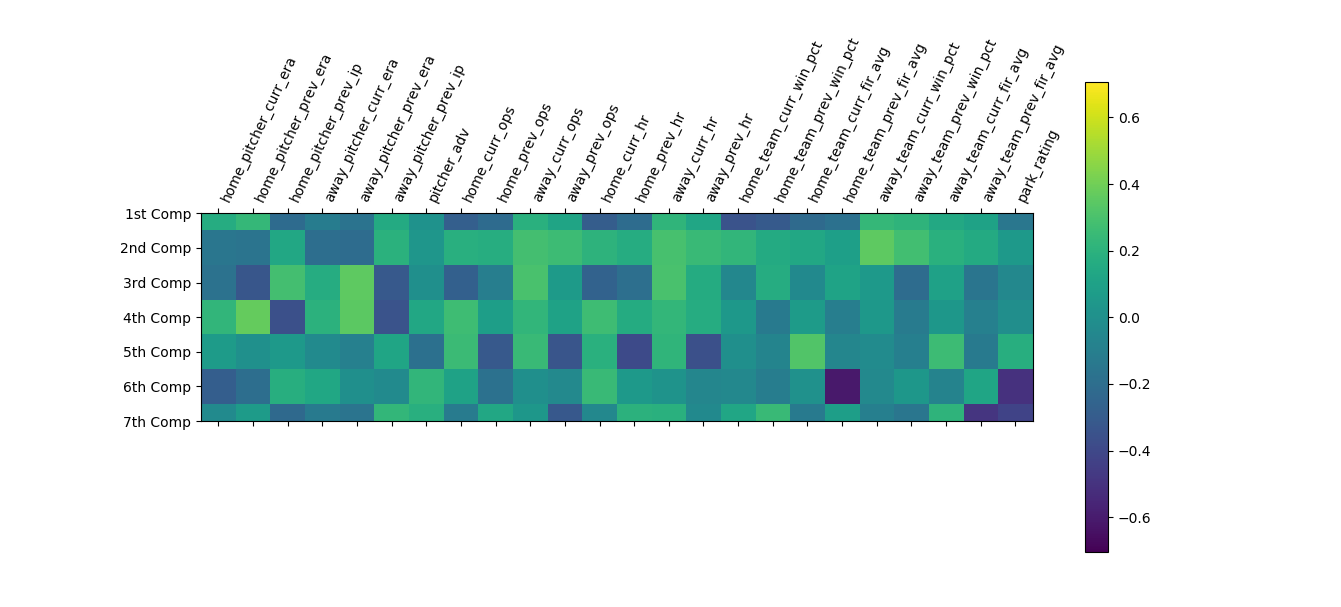 home_pitcher_curr_era
home_pitcher_prev_era
home_pitcher_prev_ip
away_pitcher_curr_era
away_pitcher_prev_era
away_pitcher_prev_ip
pitcher_adv
home_curr_ops
home_prev_ops
away_curr_ops
away_prev_ops
home_curr_hr
home_prev_hr
away_curr_hr
away_prev_hr
home_team_curr_win_pct
home_team_prev_win_pct
home_team_curr_fir_avg
home_team_prev_fir_avg
away_team_curr_win_pct
away_team_prev_win_pct
away_team_curr_fir_avg
away_team_prev_fir_avg
park_rating
1st Comp
2nd Comp
3rd Comp
4th Comp
5th Comp
6th Comp
7th Comp
0.6
0.4
0.2
0.0
−0.2
−0.4
−0.6